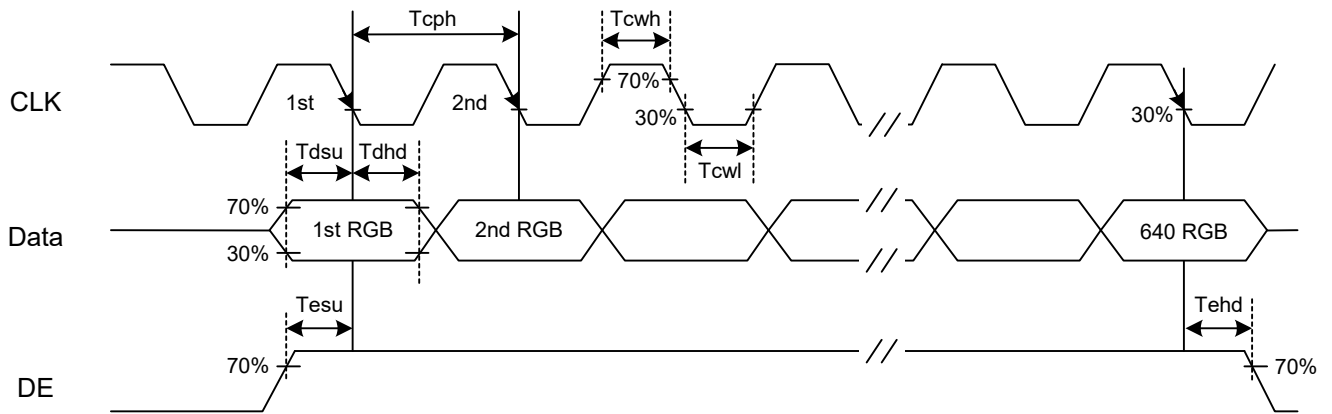 Tcph
Tcwh
CLK
1st
2nd
70%
30%
30%
Tdsu
Tdhd
Tcwl
70%
Data
1st RGB
2nd RGB
640 RGB
30%
Tesu
Tehd
70%
70%
DE